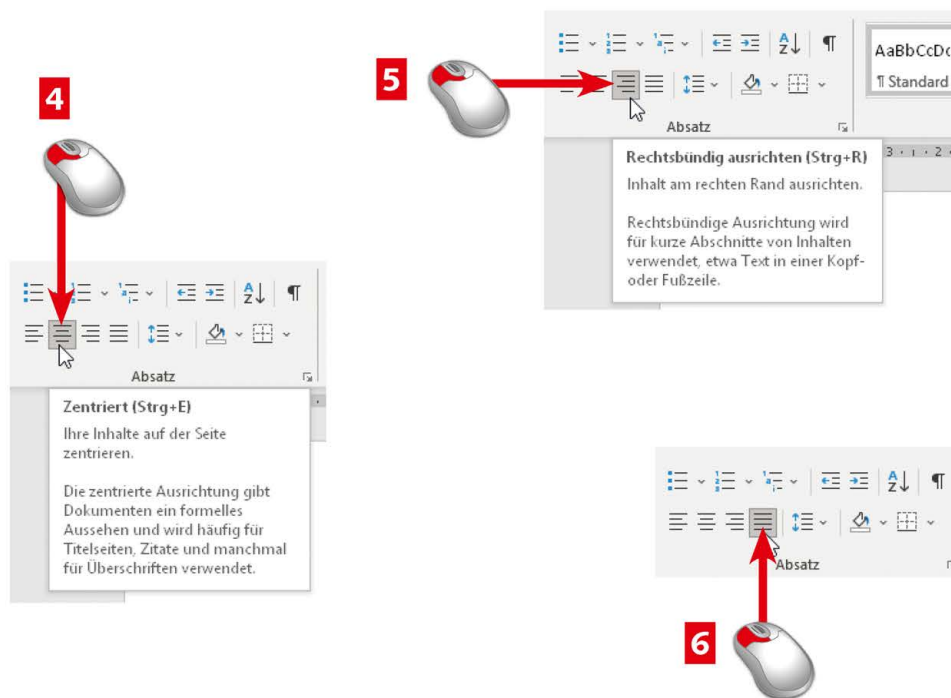 4
Absatz
Zentriert (Strg+E)
Ihre Inhalte auf der Seite
zentrieren.
Die zentrierte Ausrichtung gibt
Dokumenten ein formelles
Aussehen und wird häufig für
Titelseiten, Zitate und manchmal
für Überschriften verwendet.
5
AaBbCcDc
¶ Standard
Absatz
3 · ı · 2 ·
Rechtsbündig ausrichten (Strg+R)
Inhalt am rechten Rand ausrichten.
Rechtsbündige Ausrichtung wird
für kurze Abschnitte von Inhalten
verwendet, etwa Text in einer Kopf-
oder Fußzeile.
Absatz
6